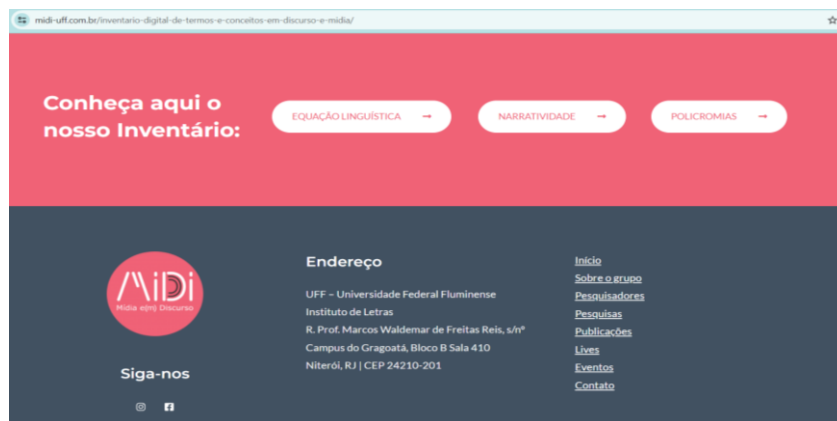 midi-uff.com.br/inventario-digital-de-termos-e-conceitos-em-discurso-e-midia/
Conheça aqui o
nosso Inventário:
EQUAÇÃO LINGUÍSTICA →
NARRATIVIDADE →
POLICROMIAS →
MiDi
Mídia e(m) Discurso
Siga-nos
Endereço
UFF – Universidade Federal Fluminense
Instituto de Letras
R. Prof. Marcos Waldemar de Freitas Reis, s/nº
Campus do Gragoatá, Bloco B Sala 410
Niterói, RJ | CEP 24210-201
Início
Sobre o grupo
Pesquisadores
Pesquisas
Publicações
Lives
Eventos
Contato